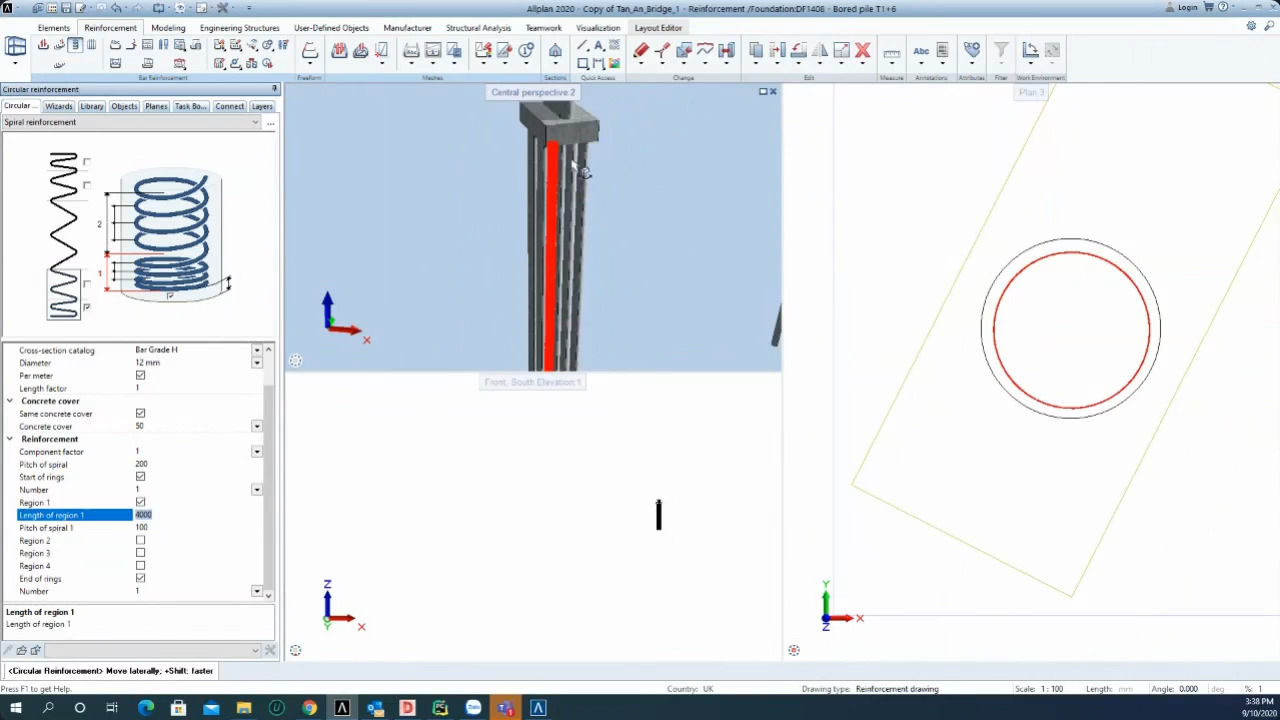 Allplan 2020 - Copy of Tan_An_Bridge_1 - Reinforcement /Foundation:DF1408 - Bored pile T1+6
Login
Elements Reinforcement Modeling Engineering Structures User-Defined Objects Manufacturer Structural Analysis Teamwork Visualization Layout Editor
Abc
Bar Reinforcement Freeform Meshes Sections Quick Access Change Edit Measure Annotations Attributes Filter Work Environment
Circular reinforcement
Circular ... Wizards Library Objects Planes Task Bo... Connect Layers
Spiral reinforcement
2
1
Cross-section catalog Bar Grade H
Diameter 12 mm
Per meter
Length factor 1
Concrete cover
Same concrete cover
Concrete cover 50
Reinforcement
Component factor 1
Pitch of spiral 200
Start of rings
Number 1
Region 1
Length of region 1 4000
Pitch of spiral 1 100
Region 2
Region 3
Region 4
End of rings
Number 1
Length of region 1
Length of region 1
<Circular Reinforcement> Move laterally; +Shift: faster
Central perspective:2
X
Front, South Elevation:1
Z
Y
X
Plan 3
Y
X
Z
Press F1 to get Help.
Country: UK
Drawing type: Reinforcement drawing
Scale: 1 : 100
Length: mm
Angle: 0.000 deg
% 1
3:38 PM
9/10/2020